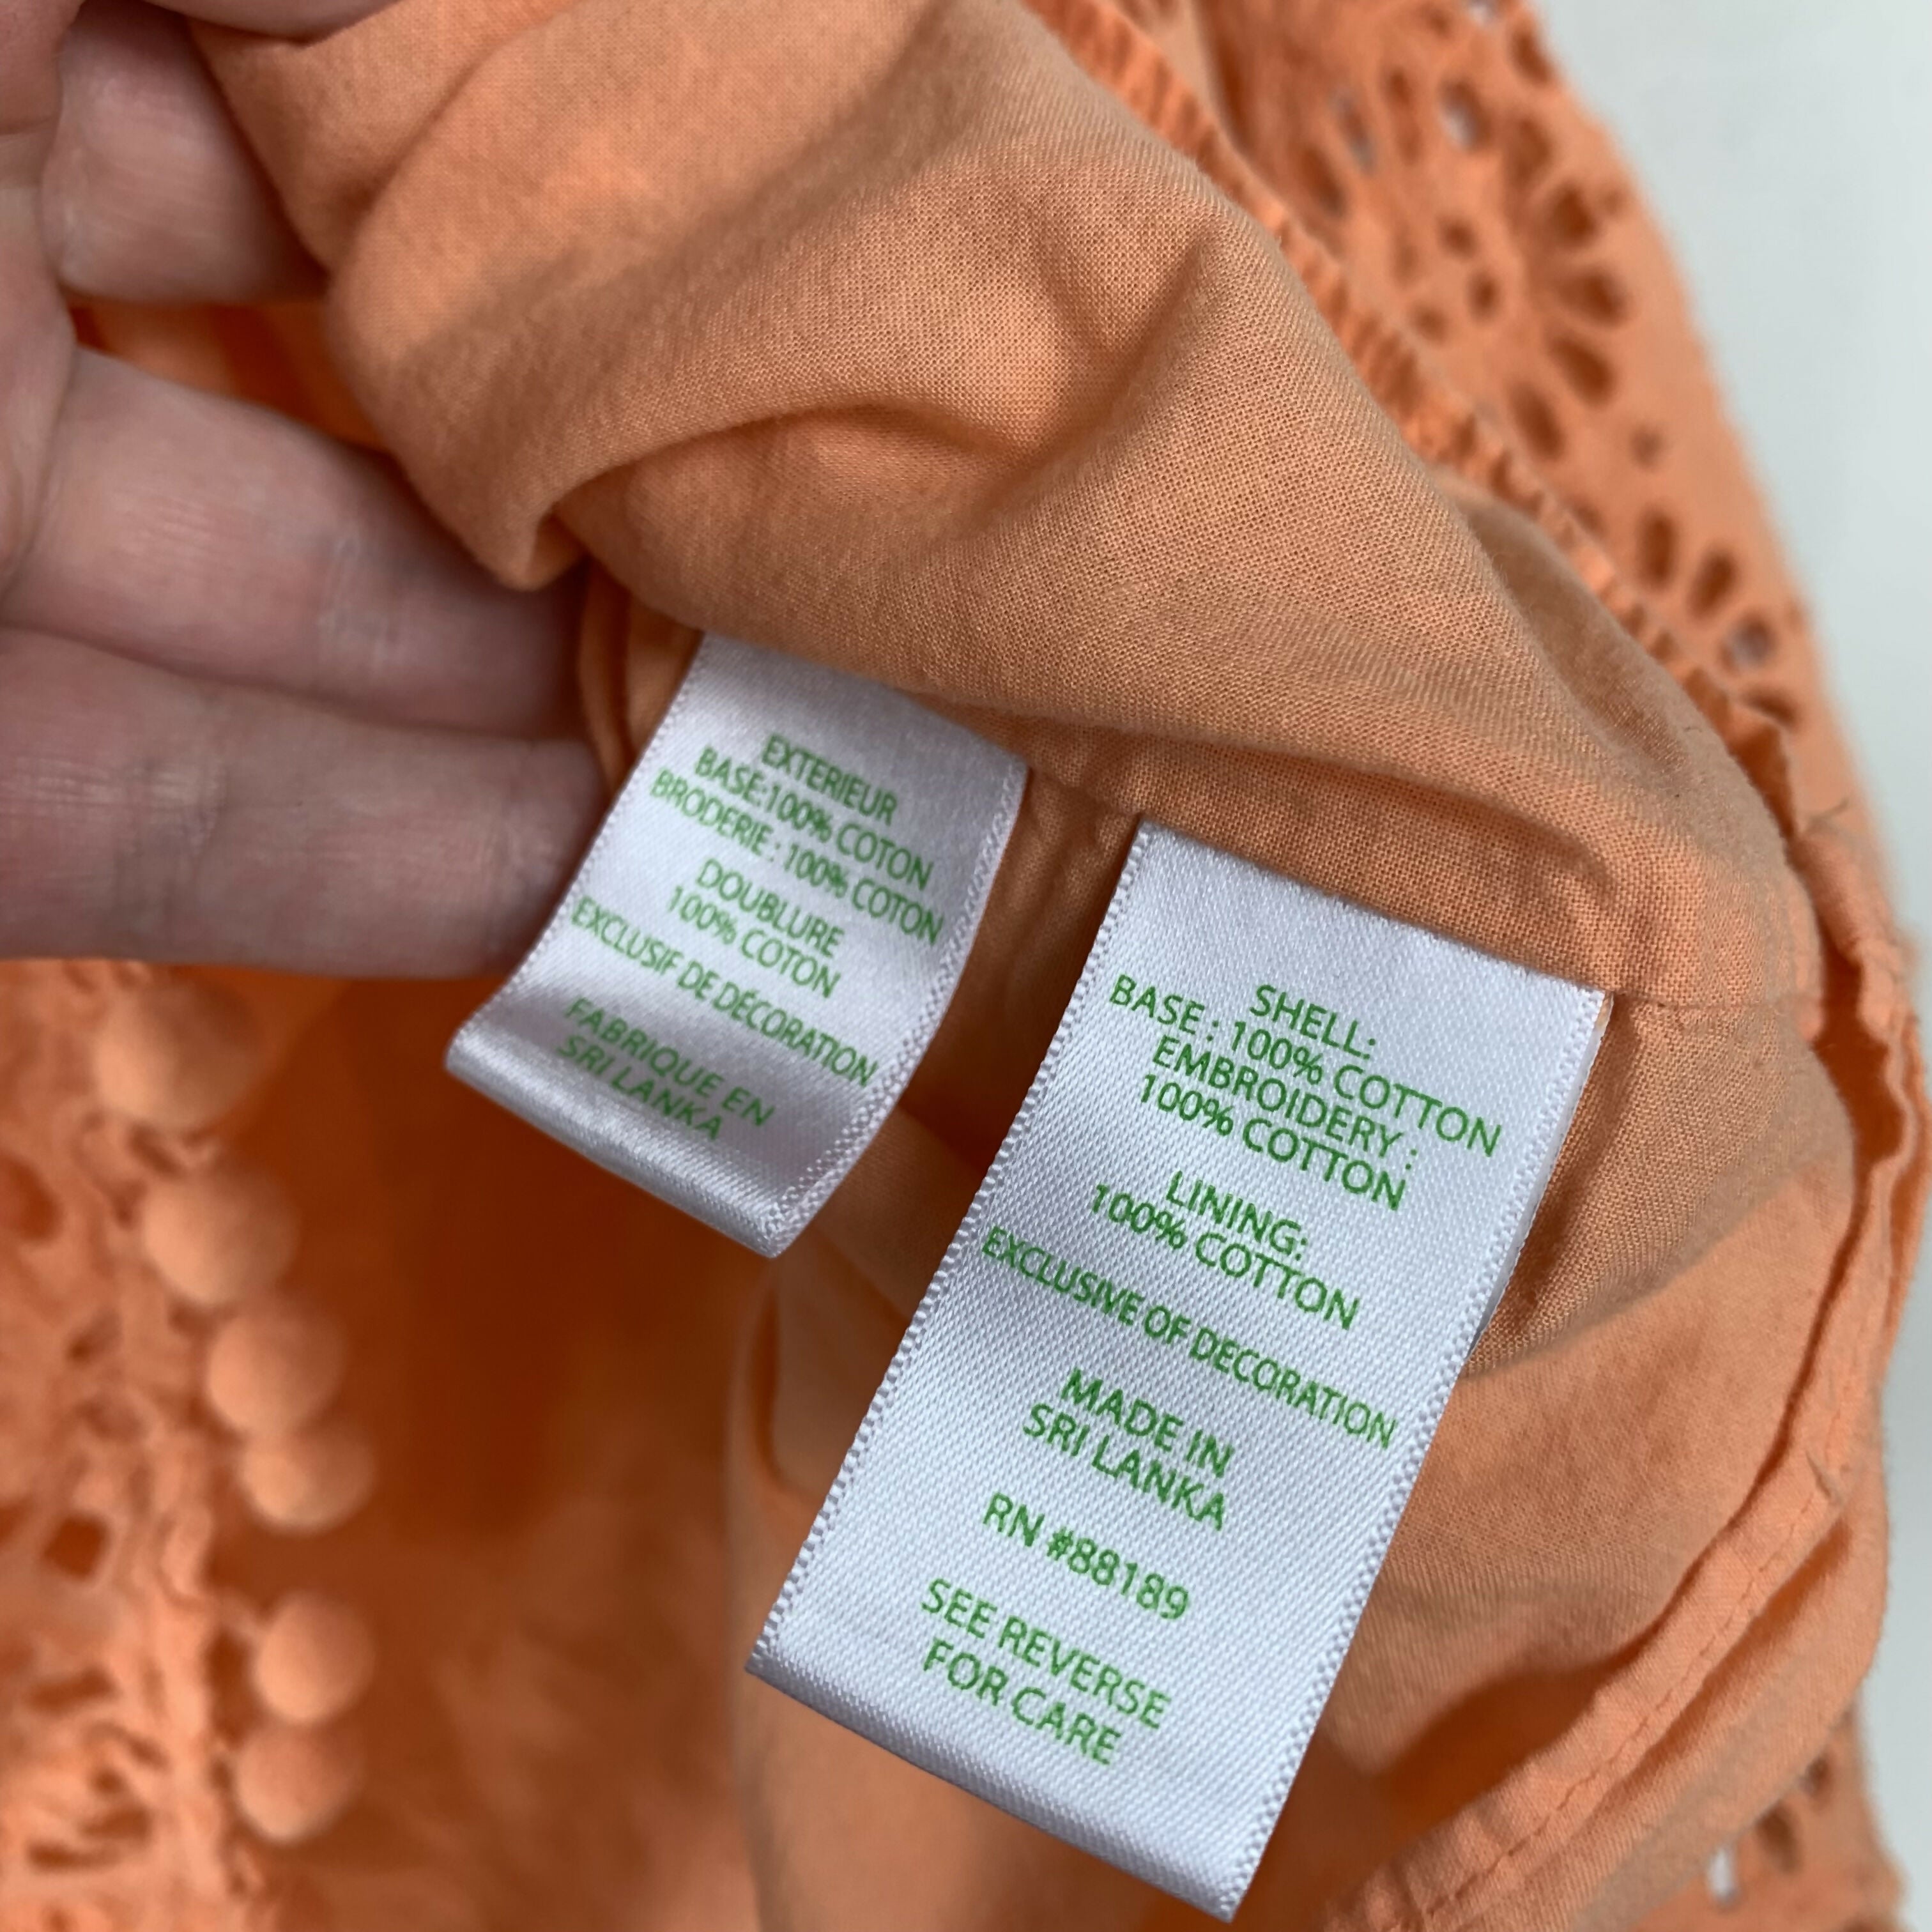 EXTERIEUR
BASE:100% COTON
BRODERIE : 100% COTON
DOUBLURE
100% COTON
EXCLUSIF DE DÉCORATION
FABRIQUE EN
SRI LANKA
SHELL:
BASE : 100% COTTON
EMBROIDERY :
100% COTTON
LINING:
100% COTTON
EXCLUSIVE OF DECORATION
MADE IN
SRI LANKA
RN #88189
SEE REVERSE
FOR CARE